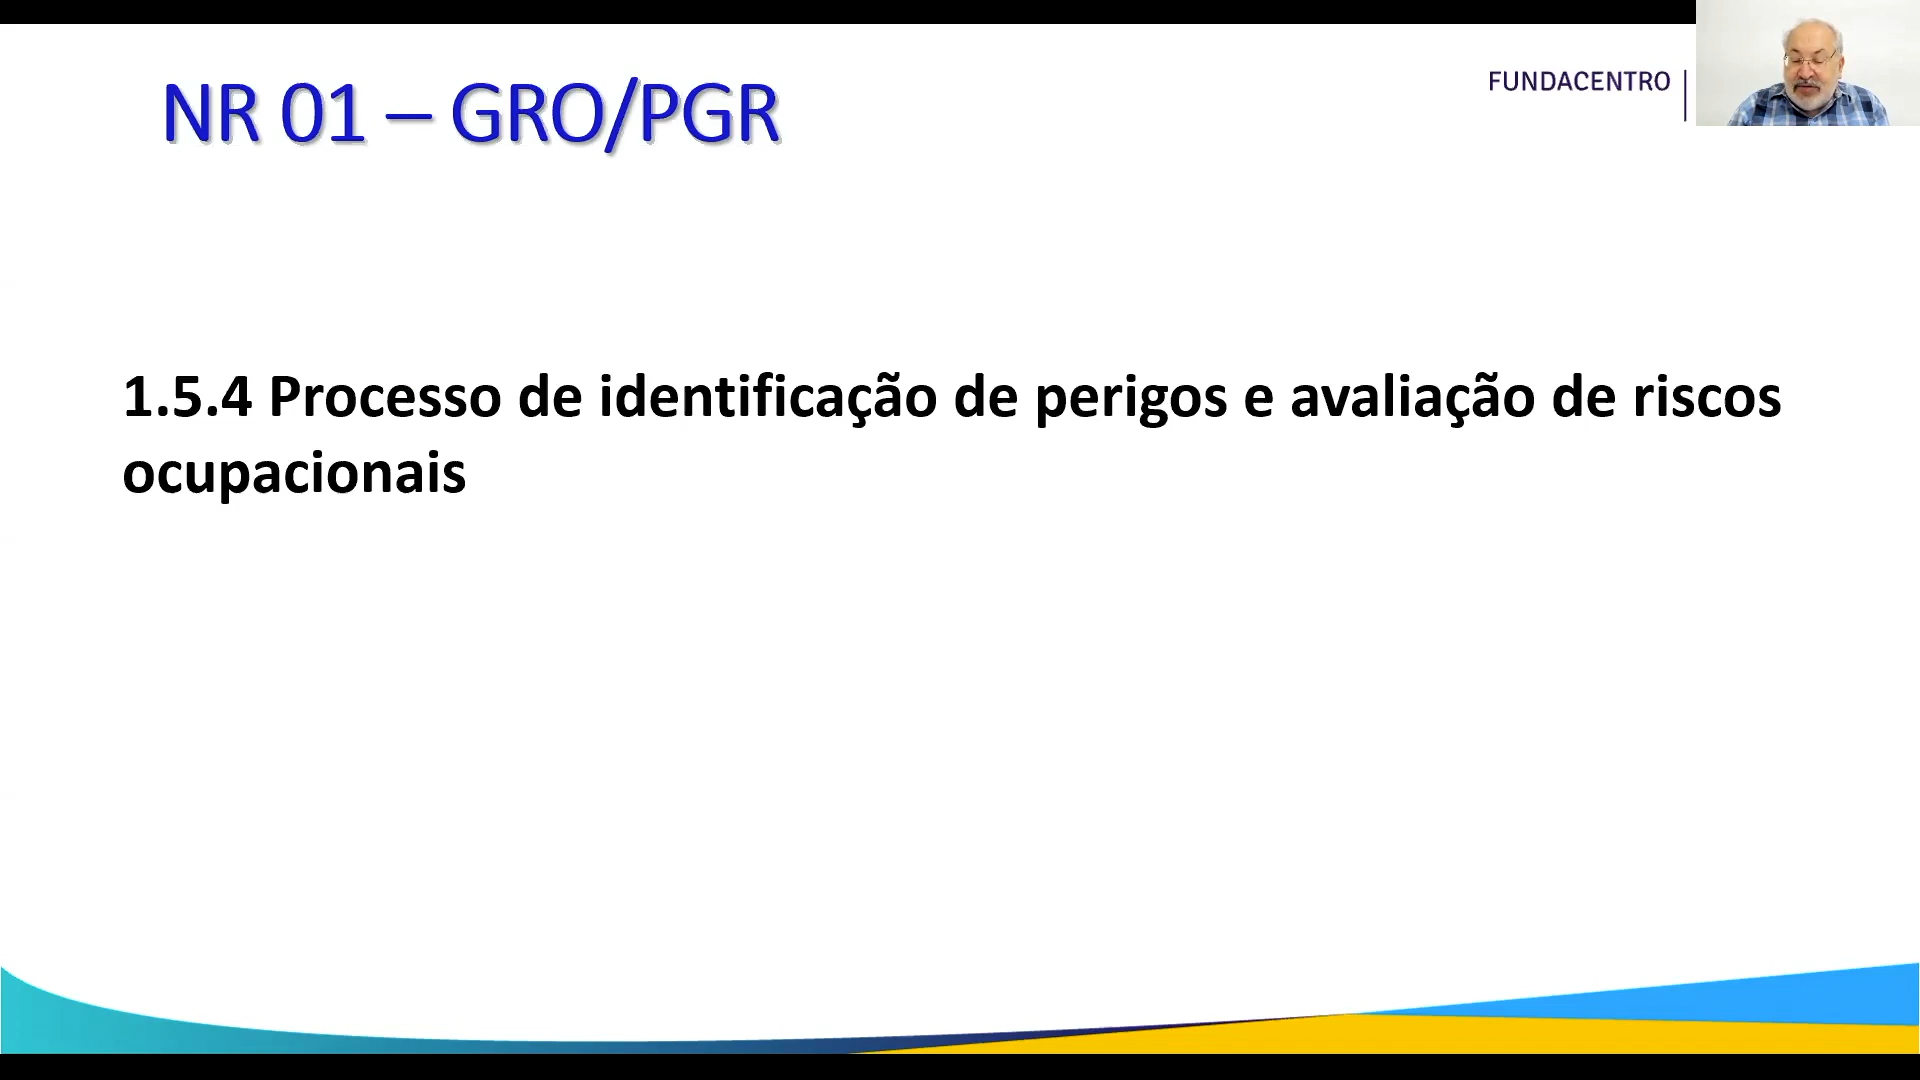 NR 01 – GRO/PGR
FUNDACENTRO
1.5.4 Processo de identificação de perigos e avaliação de riscos
ocupacionais